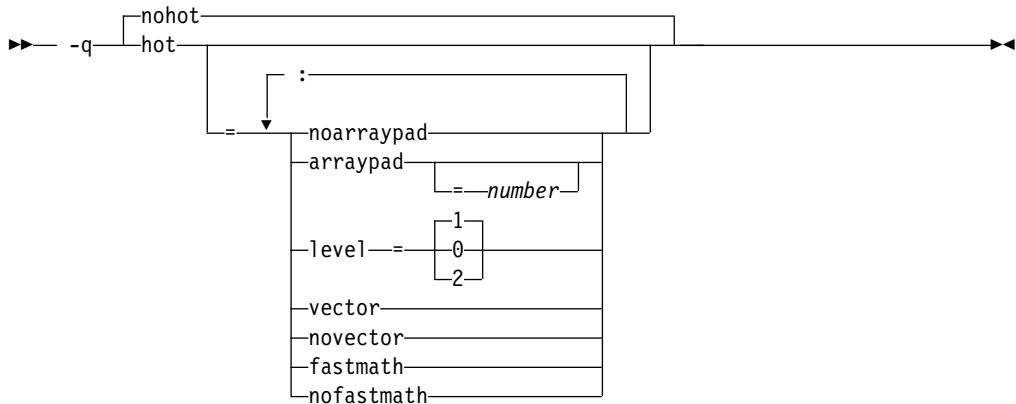 nohot
-q hot
:
= noarraypad
arraypad
= number
1
level = 0
2
vector
novector
fastmath
nofastmath